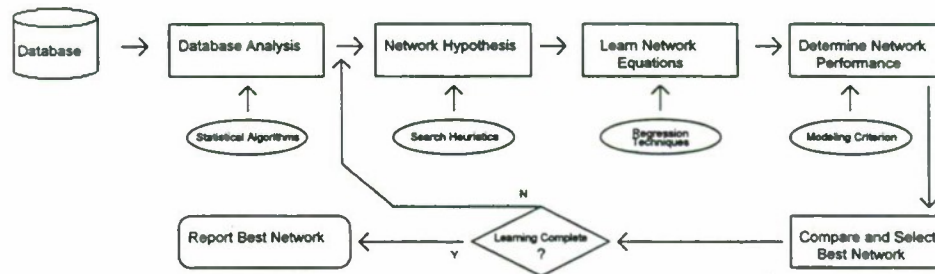 Database
Database Analysis
Network Hypothesis
Learn Network
Equations
Determine Network
Performance
Statistical Algorithms
Search Heuristics
Regression
Techniques
Modeling Criterion
N
Report Best Network
Y
Learning Complete
?
Compare and Select
Best Network